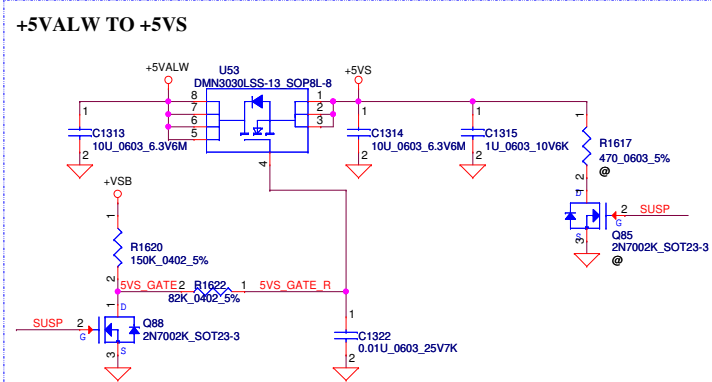 +5VALW TO +5VS
+5VALW
U53
DMN3030LSS-13_SOP8L-8
+5VS
8
7
6
5
1
2
3
4
1
C1313
10U_0603_6.3V6M
2
1
C1314
10U_0603_6.3V6M
2
1
C1315
1U_0603_10V6K
2
1
R1617
470_0603_5%
@
2
+VSB
1
R1620
150K_0402_5%
2
1
D
2
G
SUSP
S
3
Q85
2N7002K_SOT23-3
@
5VS_GATE
2
R1622
1
82K_0402_5%
5VS_GATE_R
SUSP
2
G
1
D
Q88
2N7002K_SOT23-3
S
3
1
C1322
0.01U_0603_25V7K
2